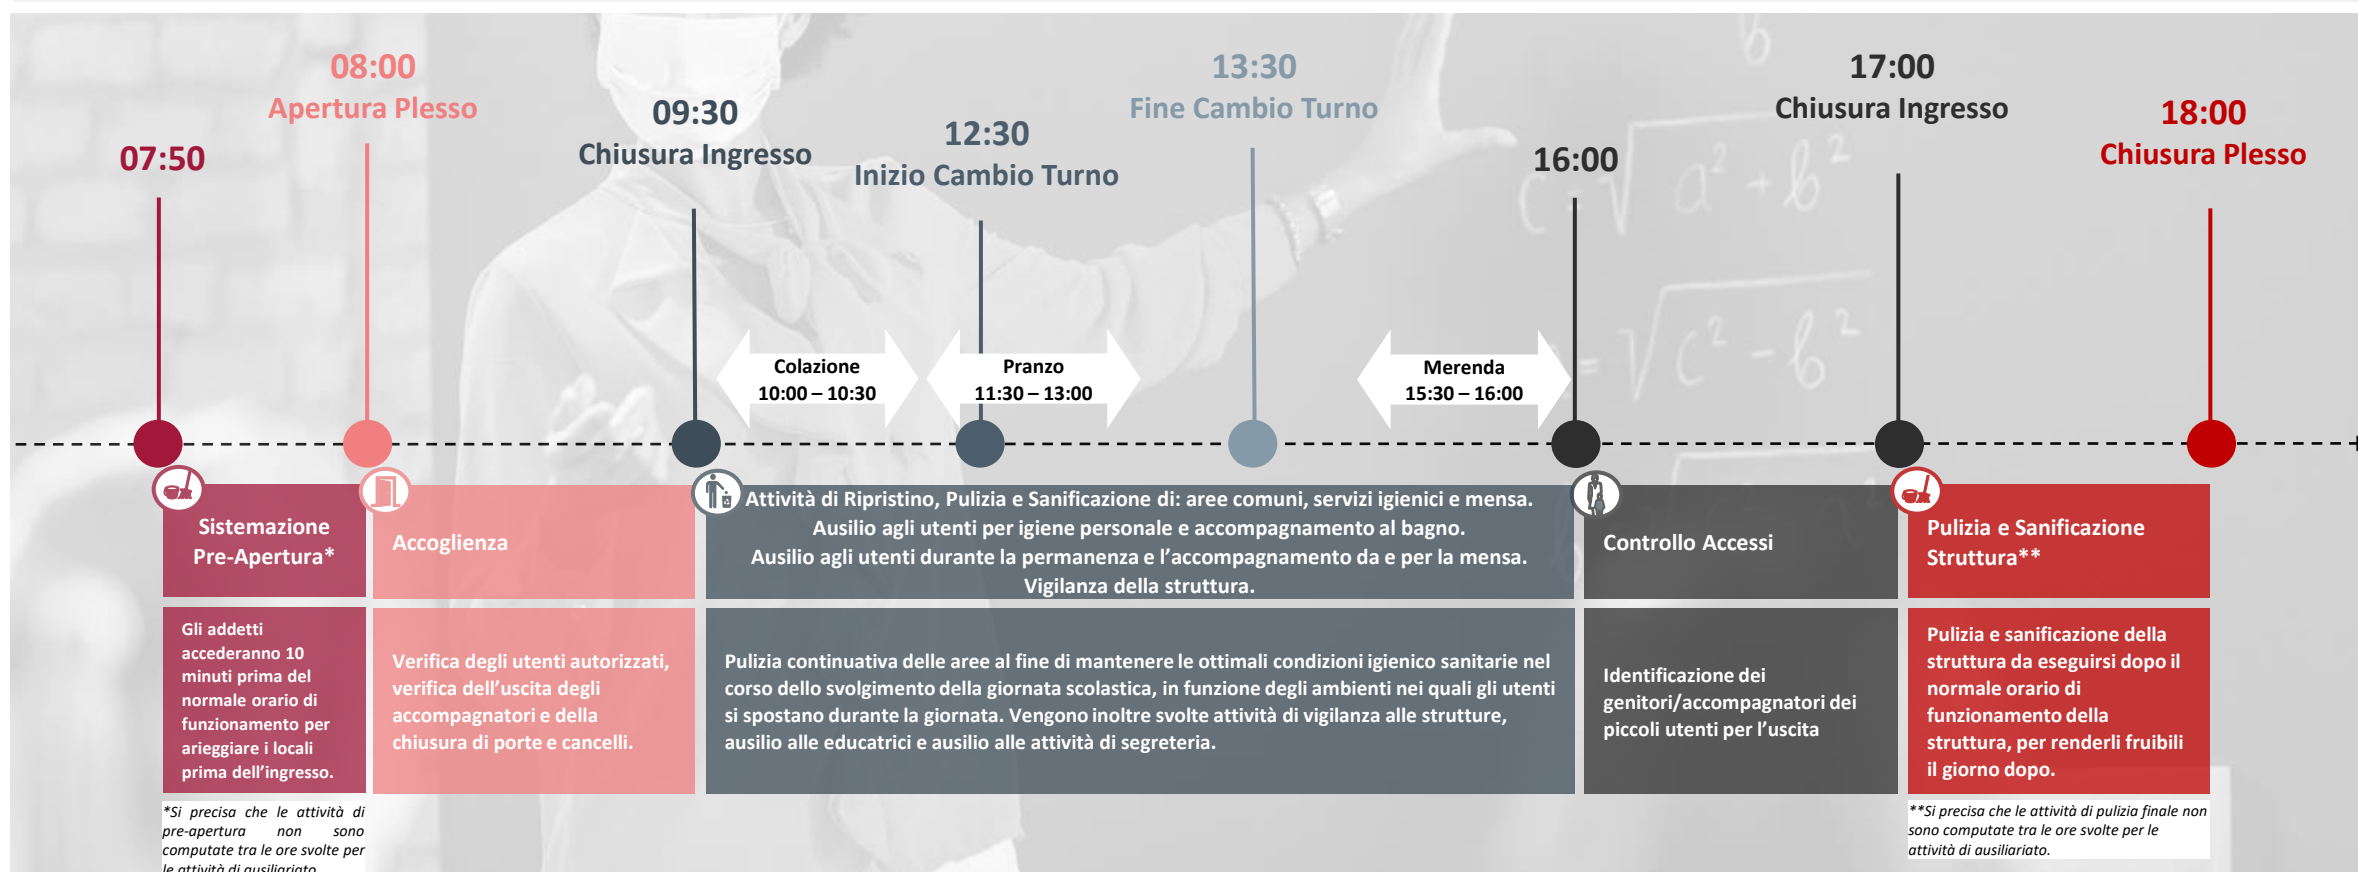 08:00
Apertura Plesso
13:30
Fine Cambio Turno
17:00
Chiusura Ingresso
09:30
Chiusura Ingresso
12:30
Inizio Cambio Turno
18:00
Chiusura Plesso
07:50
16:00
Colazione
10:00 – 10:30
Pranzo
11:30 – 13:00
Merenda
15:30 – 16:00
Sistemazione
Pre-Apertura*
Accoglienza
Attività di Ripristino, Pulizia e Sanificazione di: aree comuni, servizi igienici e mensa.
Ausilio agli utenti per igiene personale e accompagnamento al bagno.
Ausilio agli utenti durante la permanenza e l’accompagnamento da e per la mensa.
Vigilanza della struttura.
Controllo Accessi
Pulizia e Sanificazione
Struttura**
Gli addetti
accederanno 10
minuti prima del
normale orario di
funzionamento per
arieggiare i locali
prima dell’ingresso.
Verifica degli utenti autorizzati,
verifica dell’uscita degli
accompagnatori e della
chiusura di porte e cancelli.
Pulizia continuativa delle aree al fine di mantenere le ottimali condizioni igienico sanitarie nel
corso dello svolgimento della giornata scolastica, in funzione degli ambienti nei quali gli utenti
si spostano durante la giornata. Vengono inoltre svolte attività di vigilanza alle strutture,
ausilio alle educatrici e ausilio alle attività di segreteria.
Identificazione dei
genitori/accompagnatori dei
piccoli utenti per l’uscita
Pulizia e sanificazione della
struttura da eseguirsi dopo il
normale orario di
funzionamento della
struttura, per renderli fruibili
il giorno dopo.
*Si precisa che le attività di
pre-apertura non sono
computate tra le ore svolte per
le attività di ausiliariato
**Si precisa che le attività di pulizia finale non
sono computate tra le ore svolte per le
attività di ausiliariato.